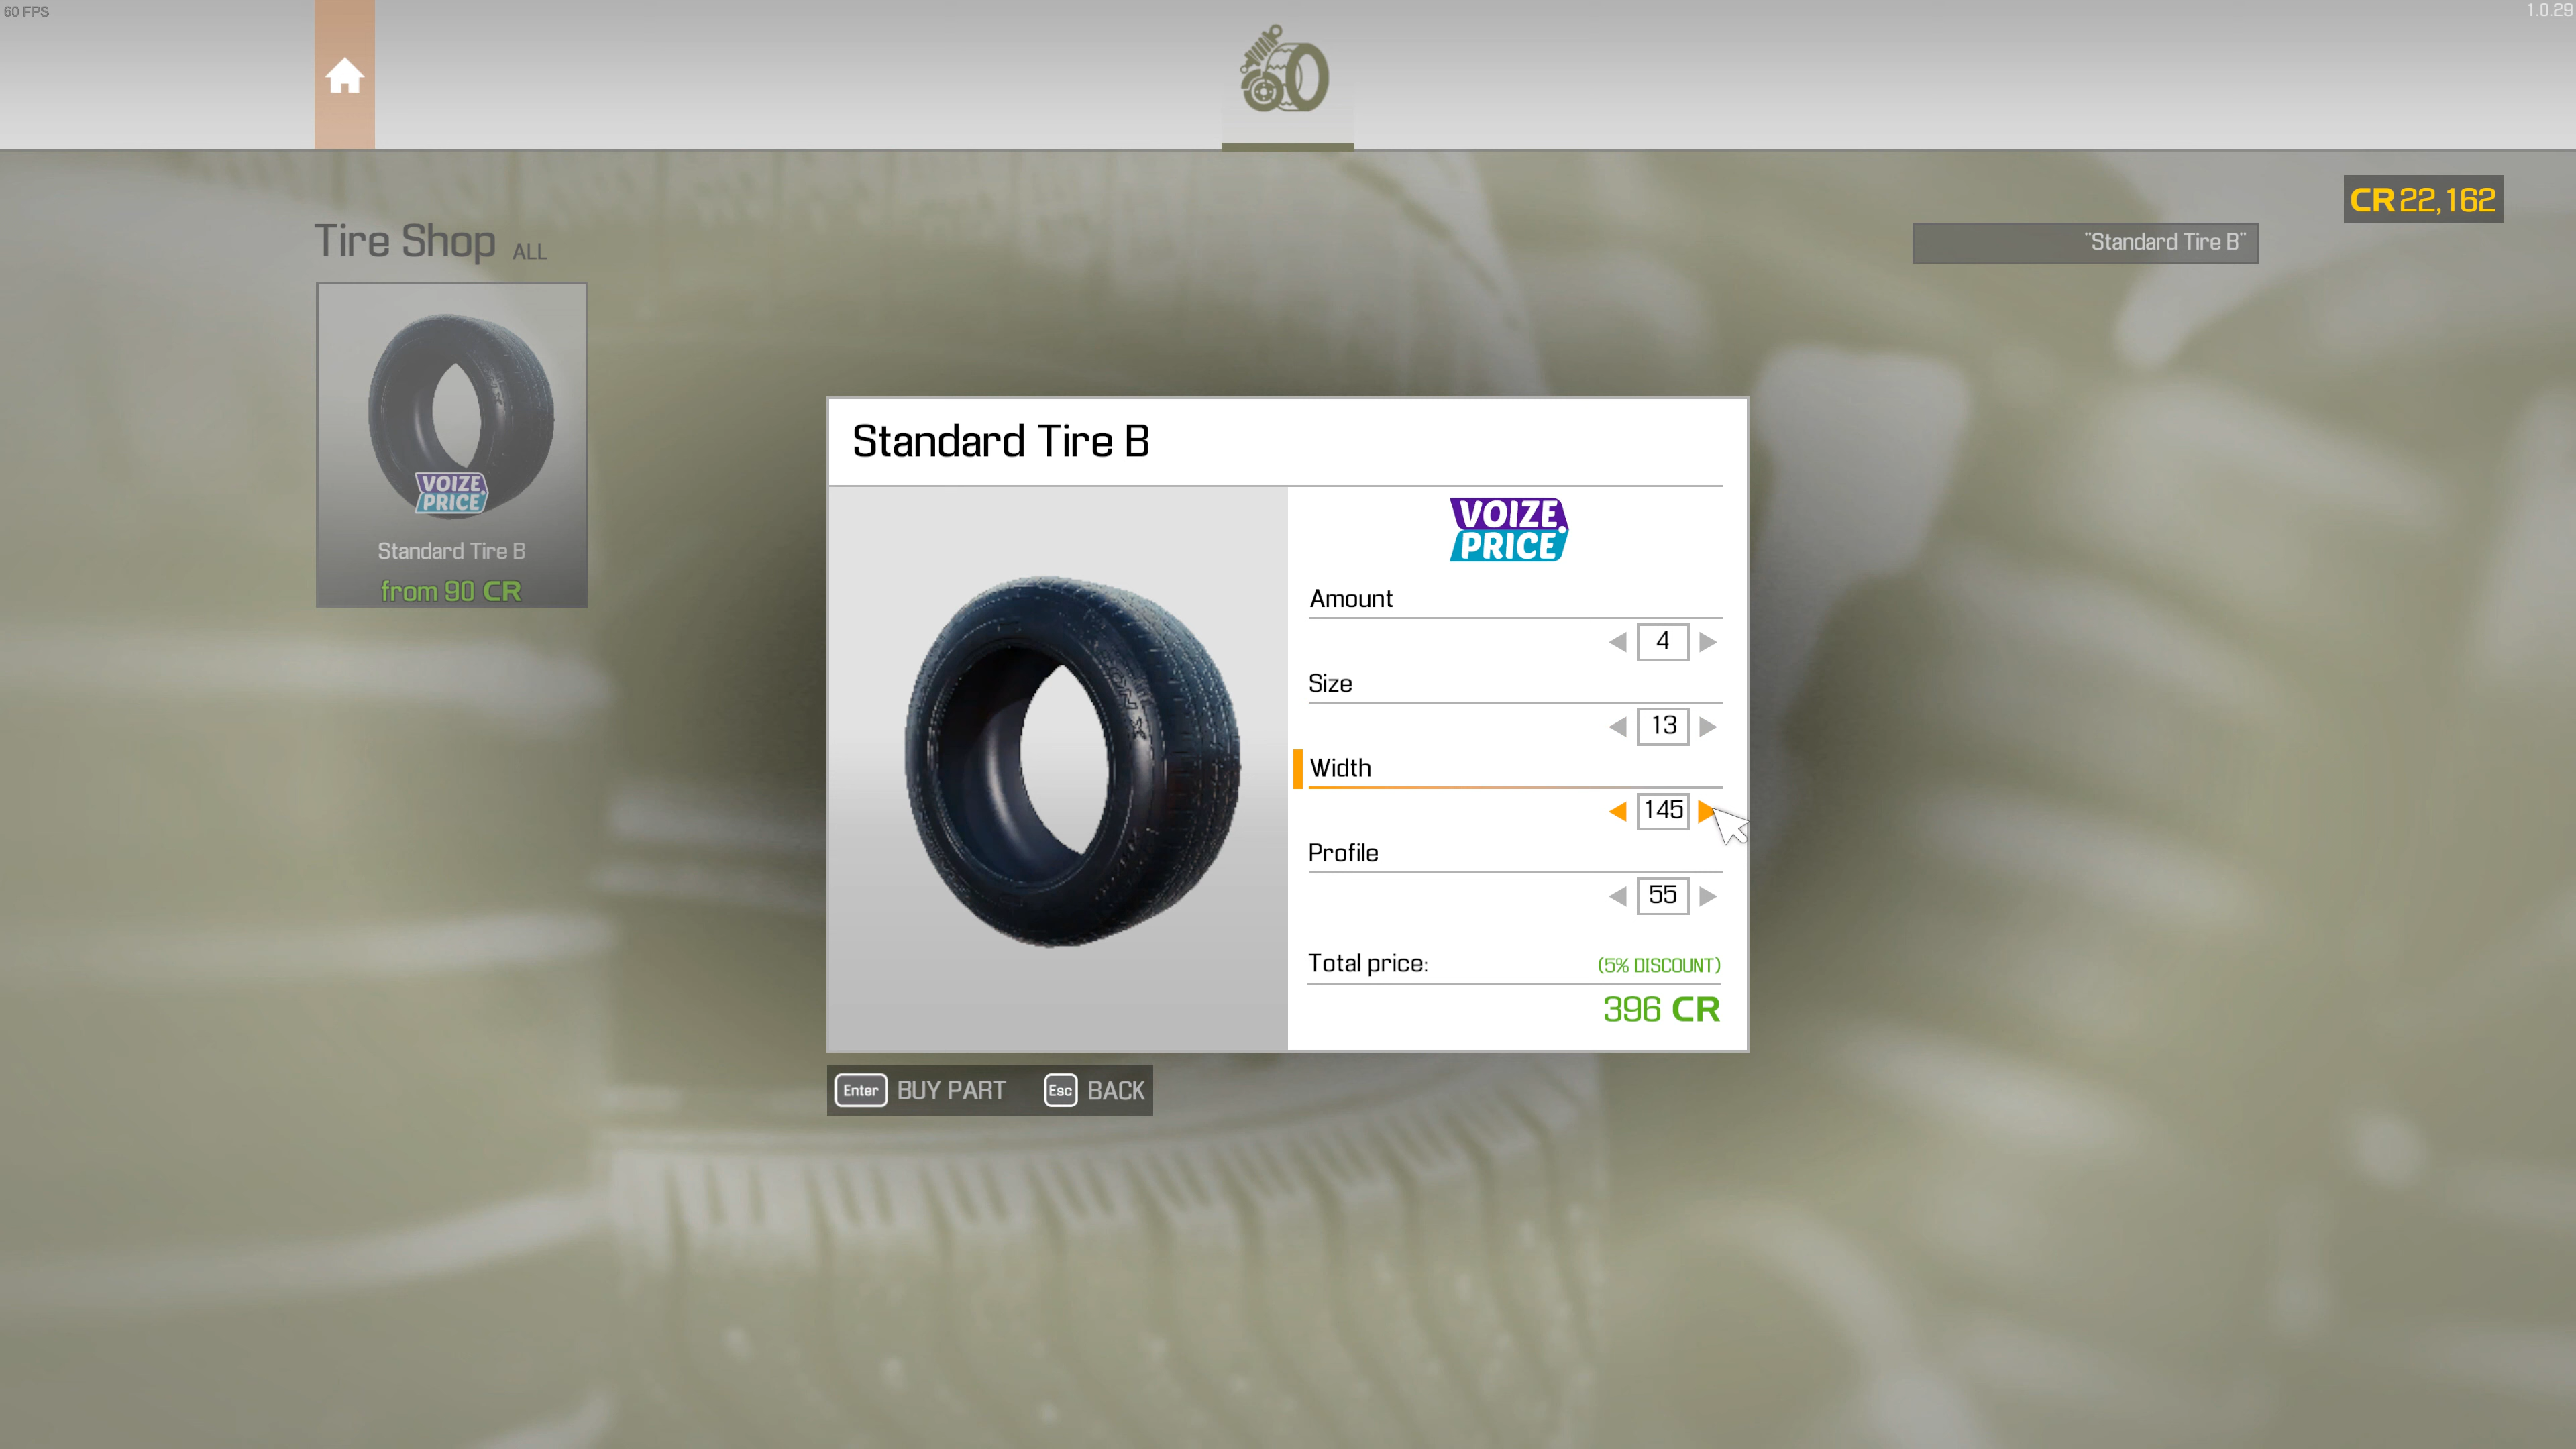 60 FPS
1.0.29
CR 22,162
Tire Shop ALL
"Standard Tire B"
VOIZE.
PRICE
Standard Tire B
from 90 CR
Standard Tire B
VOIZE.
PRICE
Amount
4
Size
13
Width
145
Profile
55
Total price: (5% DISCOUNT)
396 CR
Enter BUY PART Esc BACK